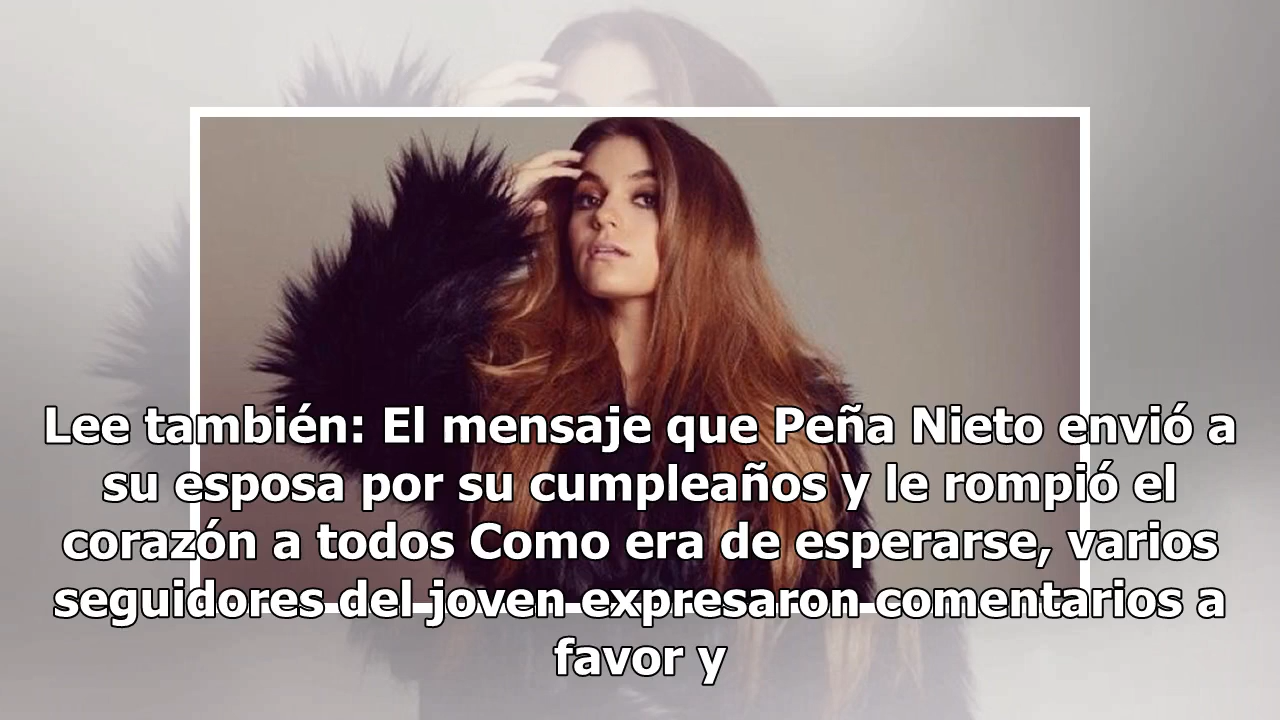 Lee también: El mensaje que Peña Nieto envió a
su esposa por su cumpleaños y le rompió el
corazón a todos Como era de esperarse, varios
seguidores del joven expresaron comentarios a
favor y